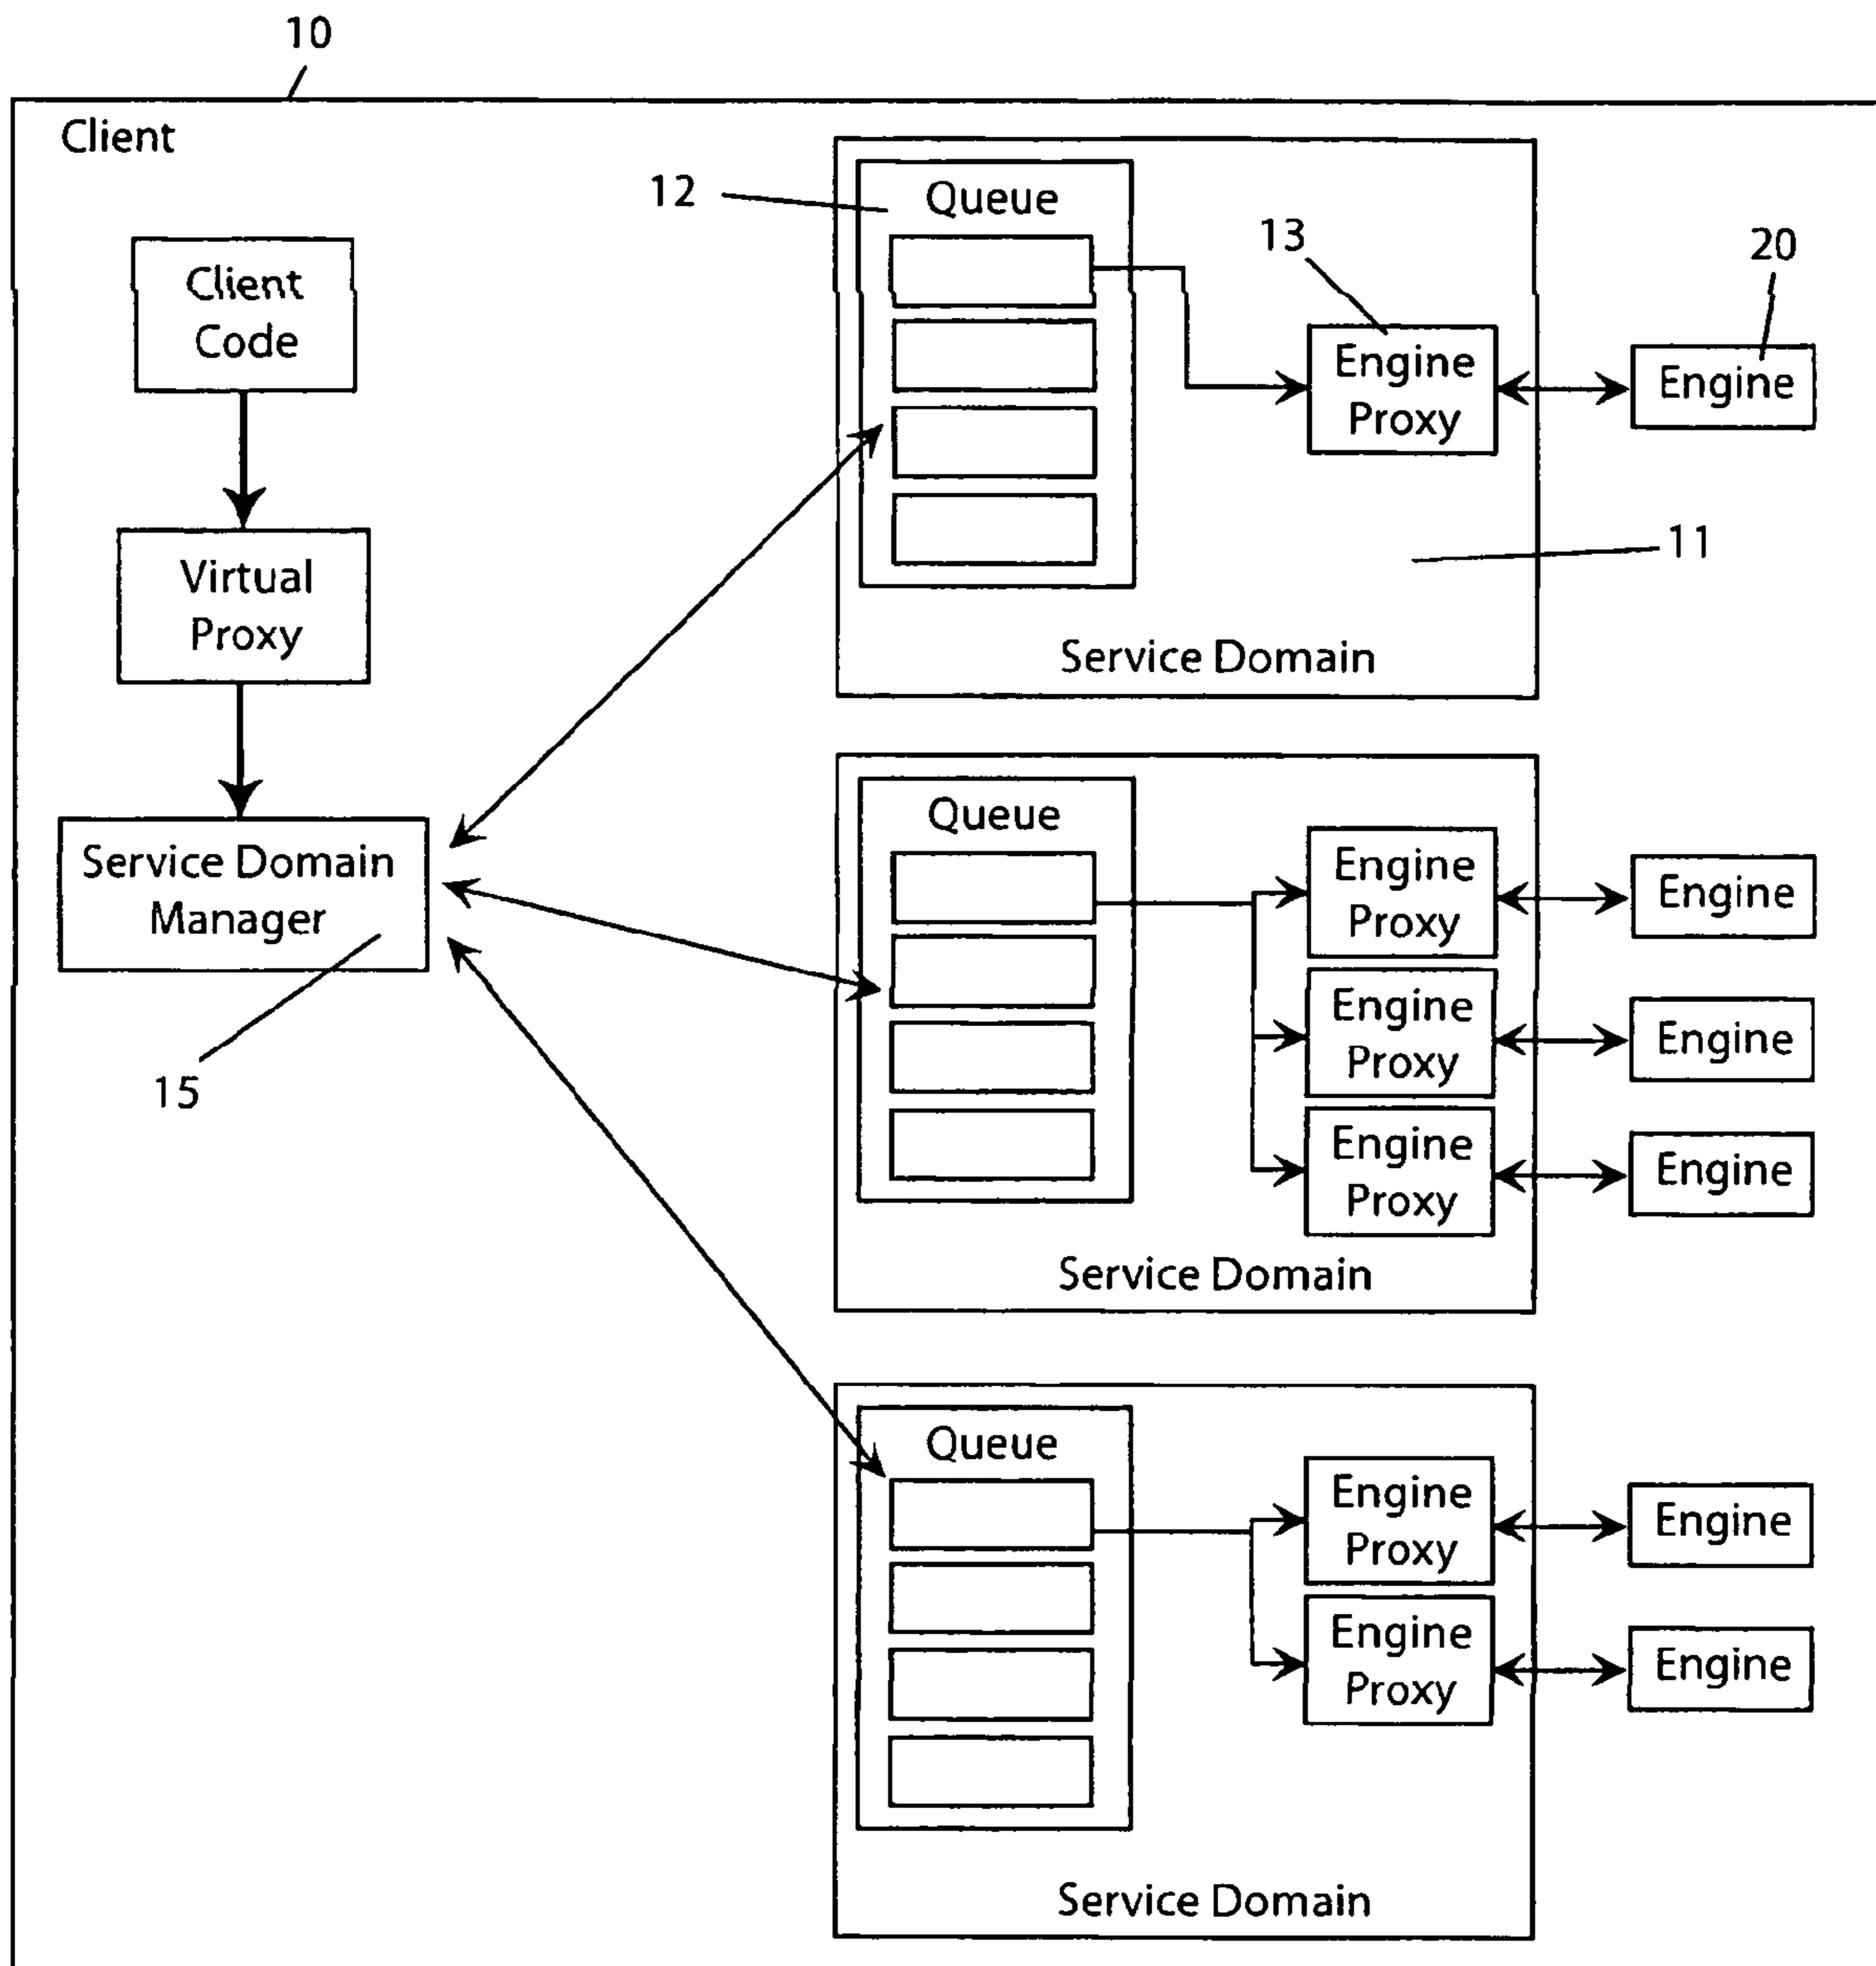 10
Client
Client
Code
Virtual
Proxy
Service Domain
Manager
15
12
Queue
13
Engine
Proxy
20
Engine
11
Service Domain
Queue
Engine
Proxy
Engine
Engine
Proxy
Engine
Engine
Proxy
Engine
Service Domain
Queue
Engine
Proxy
Engine
Engine
Proxy
Engine
Service Domain